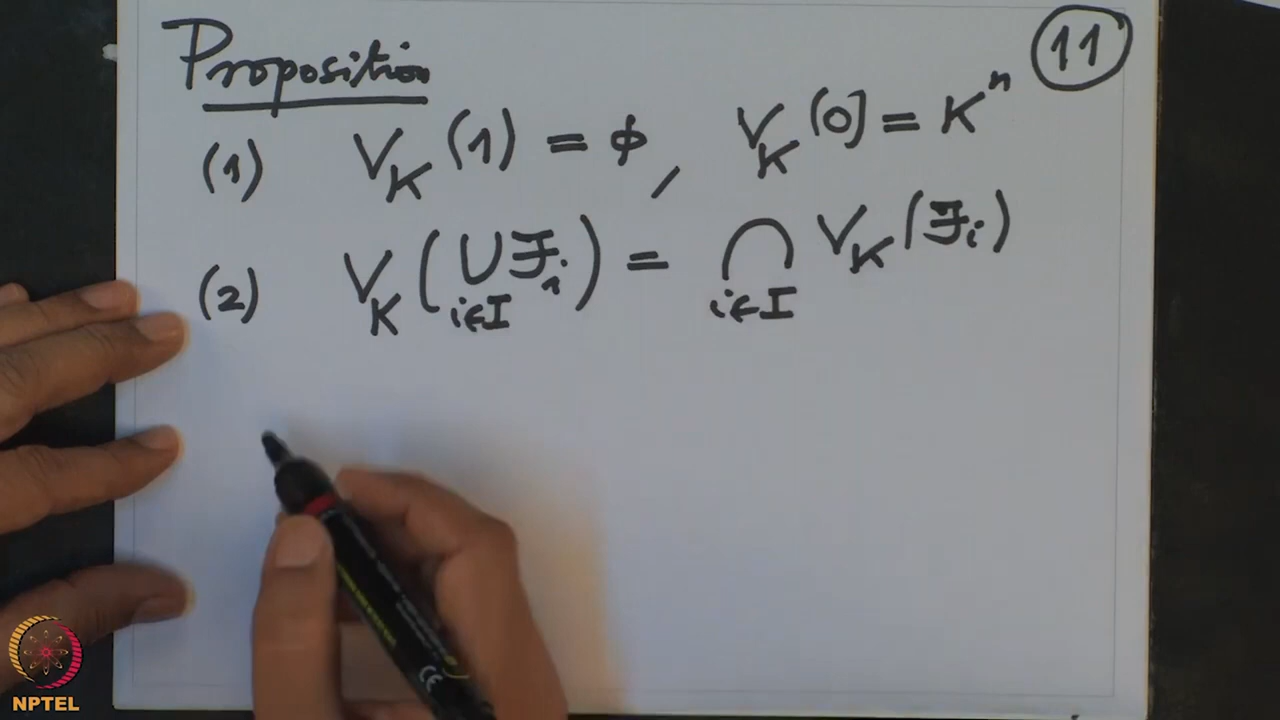 Proposition
11
(1) V_K(1) = φ, V_K(0) = K^n
(2) V_K(⋃_{i∈I} ℱ_i) = ⋂_{i∈I} V_K(ℱ_i)
NPTEL